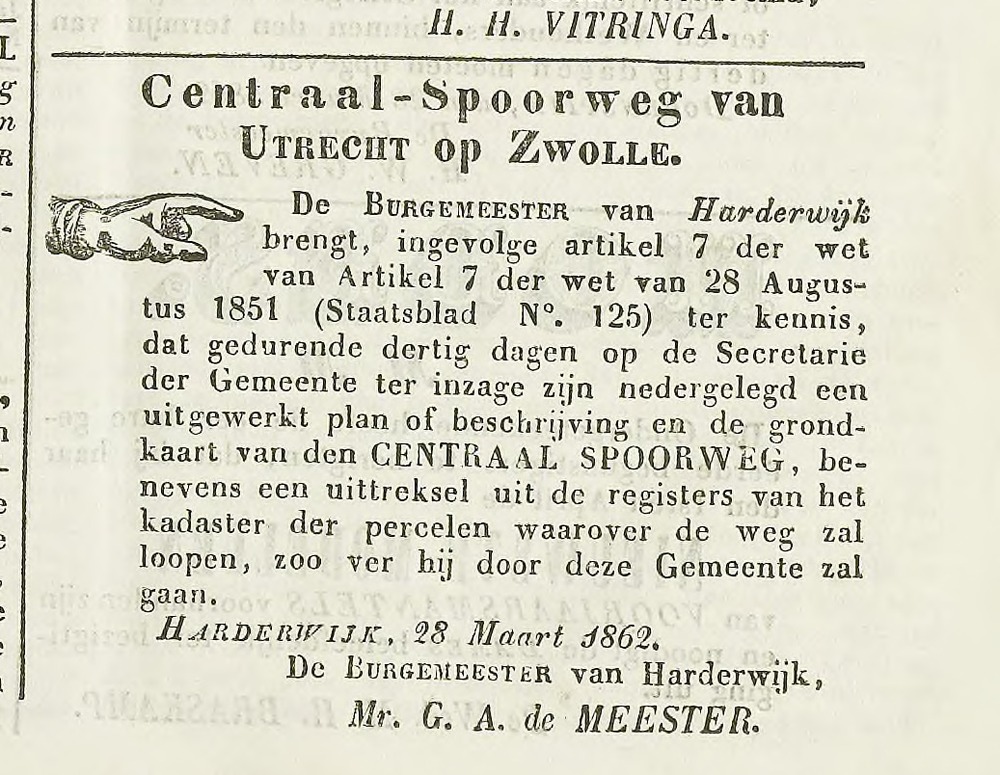 H. H. VITRINGA.
Centraal-Spoorweg van
UTRECHT op ZWOLLE.
De BURGEMEESTER van Harderwijk
brengt, ingevolge artikel 7 der wet
van Artikel 7 der wet van 28 Augus-
tus 1851 (Staatsblad N°. 125) ter kennis,
dat gedurende dertig dagen op de Secretarie
der Gemeente ter inzage zijn nedergelegd een
uitgewerkt plan of beschrijving en de grond-
kaart van den CENTRAAL SPOORWEG, be-
nevens een uittreksel uit de registers van het
kadaster der percelen waarover de weg zal
loopen, zoo ver hij door deze Gemeente zal
gaan.
HARDERWIJK, 28 Maart 1862.
De BURGEMEESTER van Harderwijk,
Mr. G. A. de MEESTER.